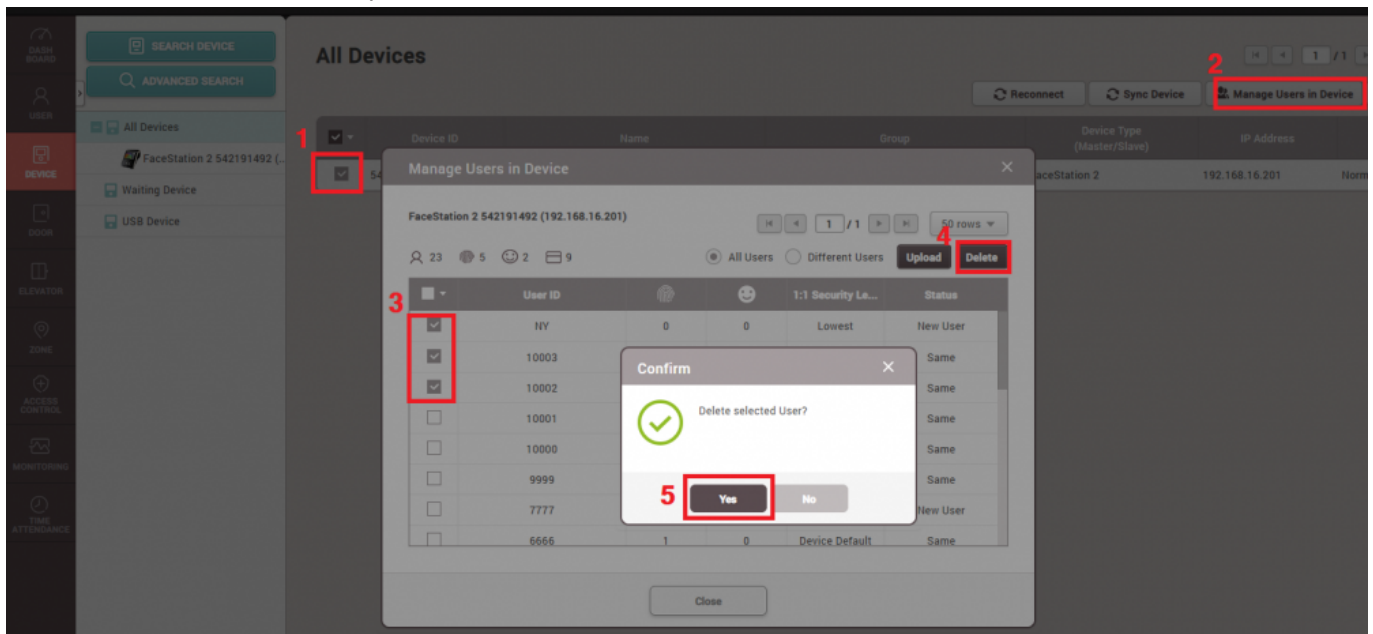 DASH
BOARD
USER
DEVICE
DOOR
ELEVATOR
ZONE
ACCESS
CONTROL
MONITORING
TIME
ATTENDANCE
SEARCH DEVICE
ADVANCED SEARCH
All Devices
FaceStation 2 542191492 (..
Waiting Device
USB Device
All Devices
1 / 1
2
Reconnect
Sync Device
Manage Users in Device
1
Device ID Name Group Device Type (Master/Slave) IP Address
54 aceStation 2 192.168.16.201 Norm
Manage Users in Device
FaceStation 2 542191492 (192.168.16.201)
1 / 1
50 rows
4
23 5 2 9
All Users
Different Users
Upload
Delete
3
User ID 1:1 Security Le... Status
NY 0 0 Lowest New User
10003 Same
10002 Same
10001 Same
10000 Same
9999 Same
7777 New User
6666 1 0 Device Default Same
Confirm
Delete selected User?
5
Yes
No
Close